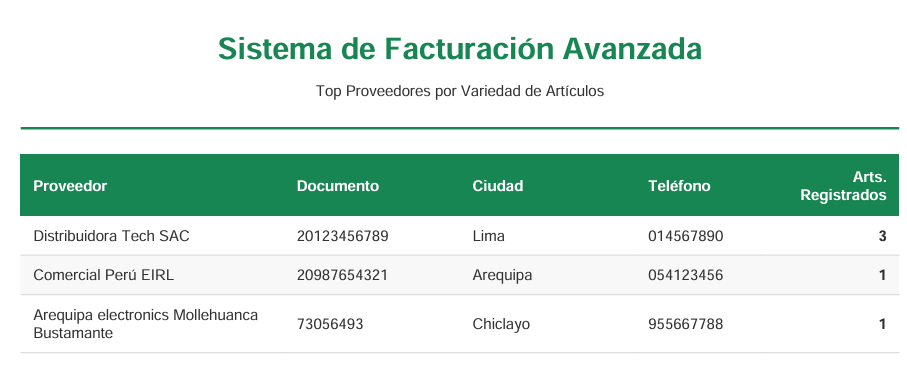 Sistema de Facturación Avanzada
Top Proveedores por Variedad de Artículos
Proveedor Documento Ciudad Teléfono Arts. Registrados
Distribuidora Tech SAC 20123456789 Lima 014567890 3
Comercial Perú EIRL 20987654321 Arequipa 054123456 1
Arequipa electronics Mollehuanca
Bustamante 73056493 Chiclayo 955667788 1